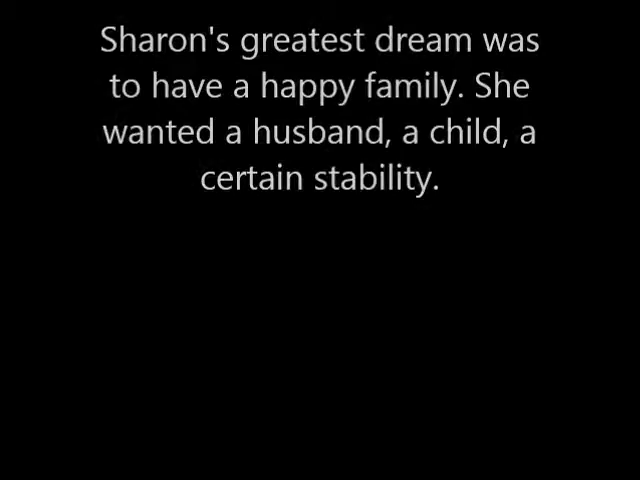 Sharon's greatest dream was
to have a happy family. She
wanted a husband, a child, a
certain stability.